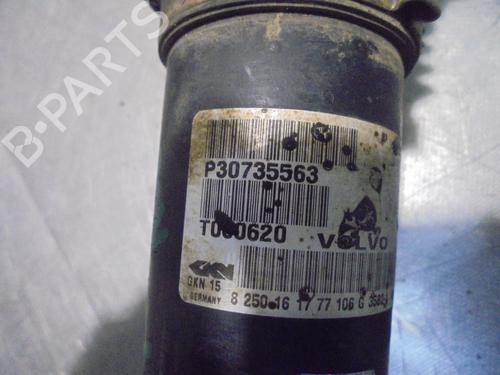 B-PARTS
P30735563
T000620 VOLVO
GKN
GKN 15
GERMANY 8 250 16 17 77 106 G